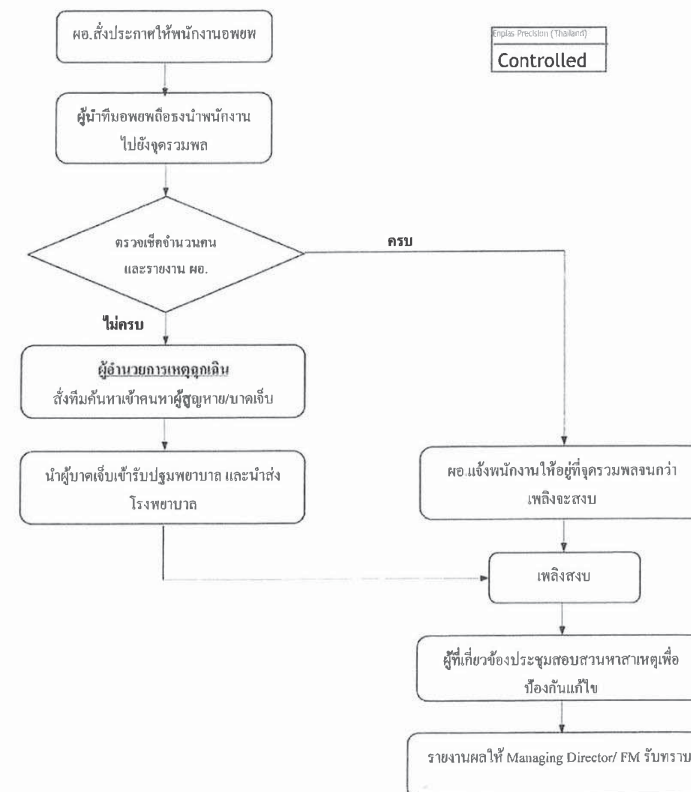 ผอ.สั่งประกาศให้พนักงานอพยพ
Enplas Precision (Thailand)
Controlled
ผู้นำทีมอพยพถือธงนำพนักงาน
ไปยังจุดรวมพล
ตรวจเช็คจำนวนคน
และรายงาน ผอ.
ครบ
ไม่ครบ
ผู้อำนวยการเหตุฉุกเฉิน
สั่งทีมค้นหาเข้าคนหาผู้สูญหาย/บาดเจ็บ
นำผู้บาดเจ็บเข้ารับปฐมพยาบาล และนำส่ง
โรงพยาบาล
ผอ.แจ้งพนักงานให้อยู่ที่จุดรวมพลจนกว่า
เพลิงจะสงบ
เพลิงสงบ
ผู้ที่เกี่ยวข้องประชุมสอบสวนหาสาเหตุเพื่อ
ป้องกันแก้ไข
รายงานผลให้ Managing Director/ FM รับทราบ